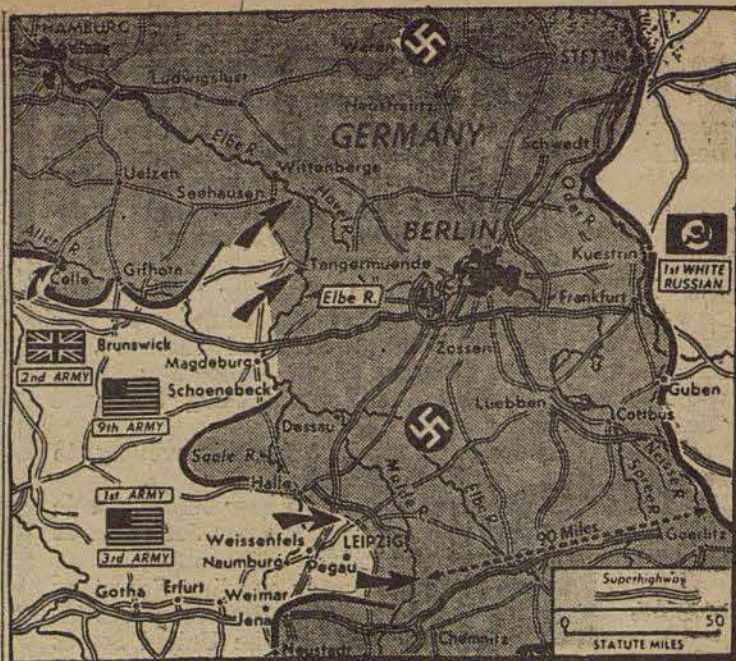 HAMBURG
Waren
STETTIN
Ludwigslust
Neustrelitz
GERMANY
Schwedt
Elbe R.
Wittenberge
Uelzen
Seehausen
Havel R.
Oder R.
BERLIN
Aller R.
Kuestrin
1st WHITE
RUSSIAN
Celle
Gifhorn
Tangermuende
Elbe R.
Frankfurt
Brunswick
Zossen
2nd ARMY
Magdeburg
Guben
Schoenebeck
Luebben
Cottbus
9th ARMY
Dessau
Saale R.
Neisse R.
Spree R.
Mulde R.
Elbe R.
1st ARMY
Halle
90 Miles
Goerlitz
Weissenfels
LEIPZIG
3rd ARMY
Naumburg
Pegau
Superhighway
Gotha
Erfurt
Weimar
0 50
Jena
Chemnitz
STATUTE MILES
Neustadt